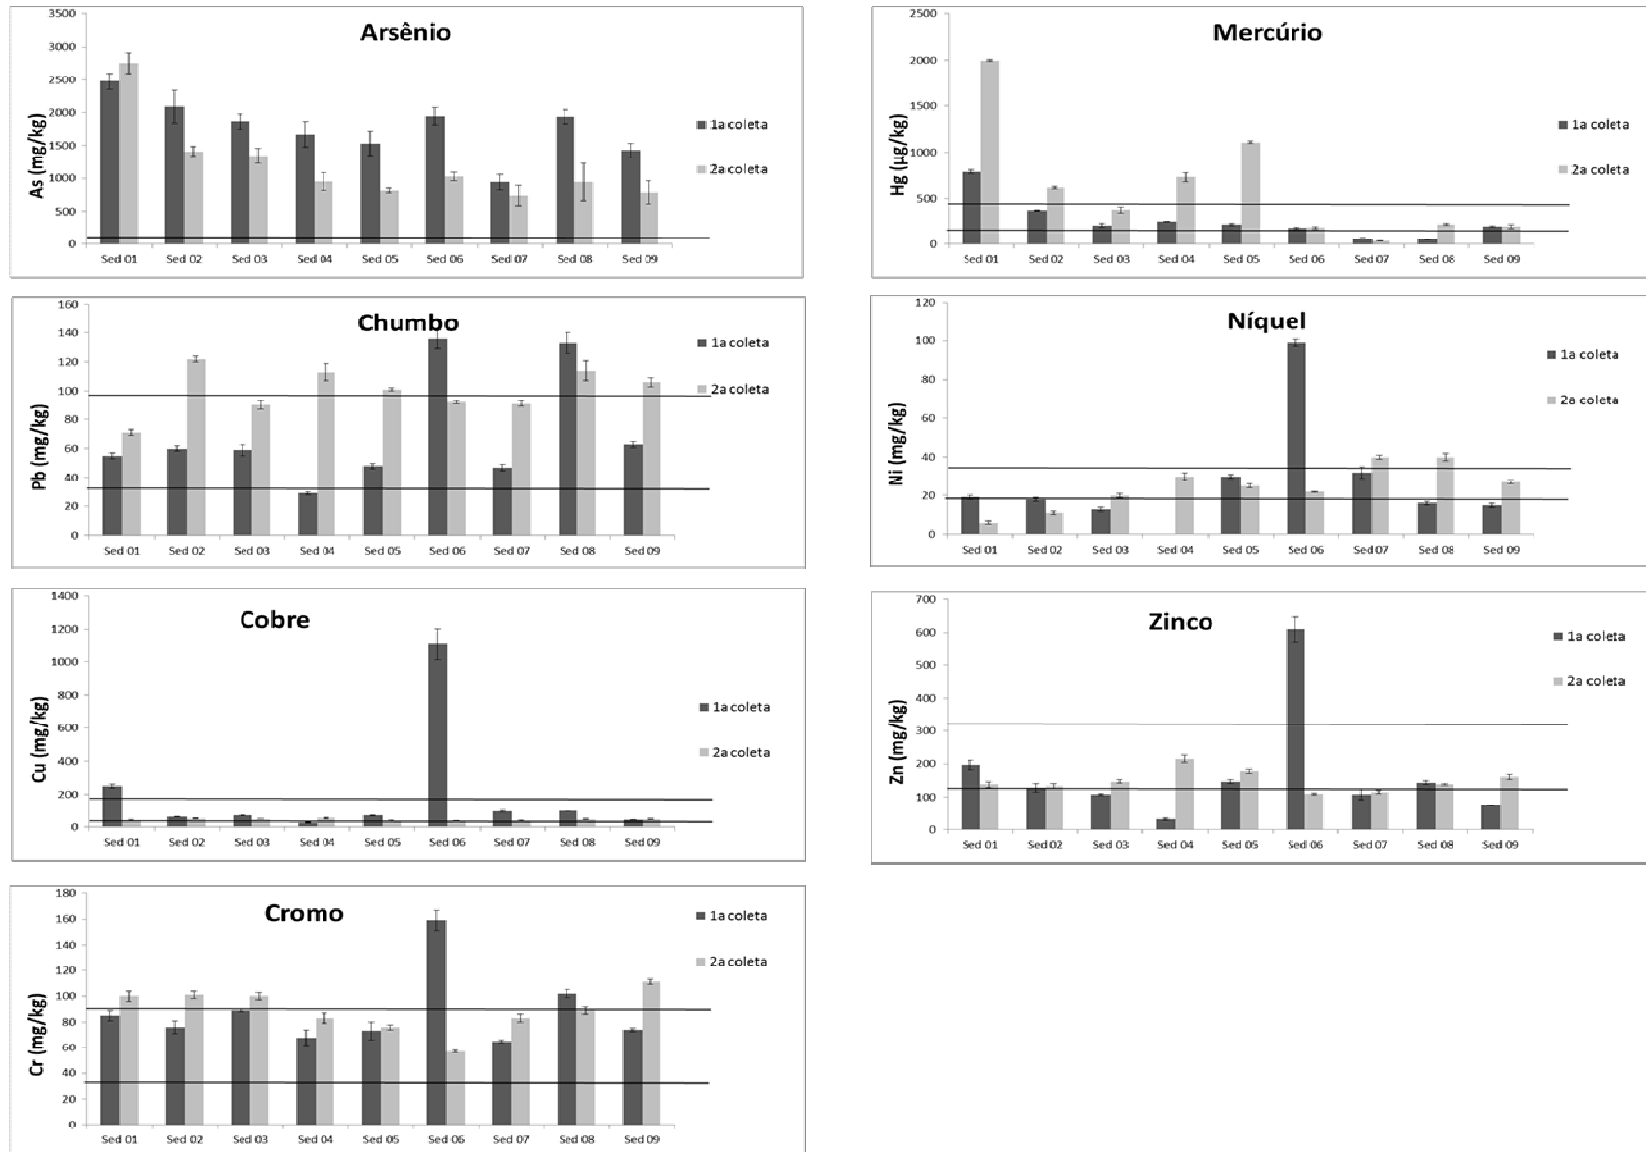 Arsênio
As (mg/kg)
3500
3000
2500
2000
1500
1000
500
0
1a coleta
2a coleta
Sed 01 Sed 02 Sed 03 Sed 04 Sed 05 Sed 06 Sed 07 Sed 08 Sed 09
Mercúrio
Hg (µg/kg)
2500
2000
1500
1000
500
0
1a coleta
2a coleta
Sed 01 Sed 02 Sed 03 Sed 04 Sed 05 Sed 06 Sed 07 Sed 08 Sed 09
Chumbo
Pb (mg/kg)
160
140
120
100
80
60
40
20
0
1a coleta
2a coleta
Sed 01 Sed 02 Sed 03 Sed 04 Sed 05 Sed 06 Sed 07 Sed 08 Sed 09
Níquel
Ni (mg/kg)
120
100
80
60
40
20
0
1a coleta
2a coleta
Sed 01 Sed 02 Sed 03 Sed 04 Sed 05 Sed 06 Sed 07 Sed 08 Sed 09
Cobre
Cu (mg/kg)
1400
1200
1000
800
600
400
200
0
1a coleta
2a coleta
Sed 01 Sed 02 Sed 03 Sed 04 Sed 05 Sed 06 Sed 07 Sed 08 Sed 09
Zinco
Zn (mg/kg)
700
600
500
400
300
200
100
0
1a coleta
2a coleta
Sed 01 Sed 02 Sed 03 Sed 04 Sed 05 Sed 06 Sed 07 Sed 08 Sed 09
Cromo
Cr (mg/kg)
180
160
140
120
100
80
60
40
20
0
1a coleta
2a coleta
Sed 01 Sed 02 Sed 03 Sed 04 Sed 05 Sed 06 Sed 07 Sed 08 Sed 09